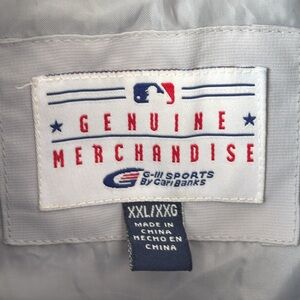 GENUINE
MERCHANDISE
G-III SPORTS
By Carl Banks
XXL/XXG
MADE IN
CHINA
HECHO EN
CHINA